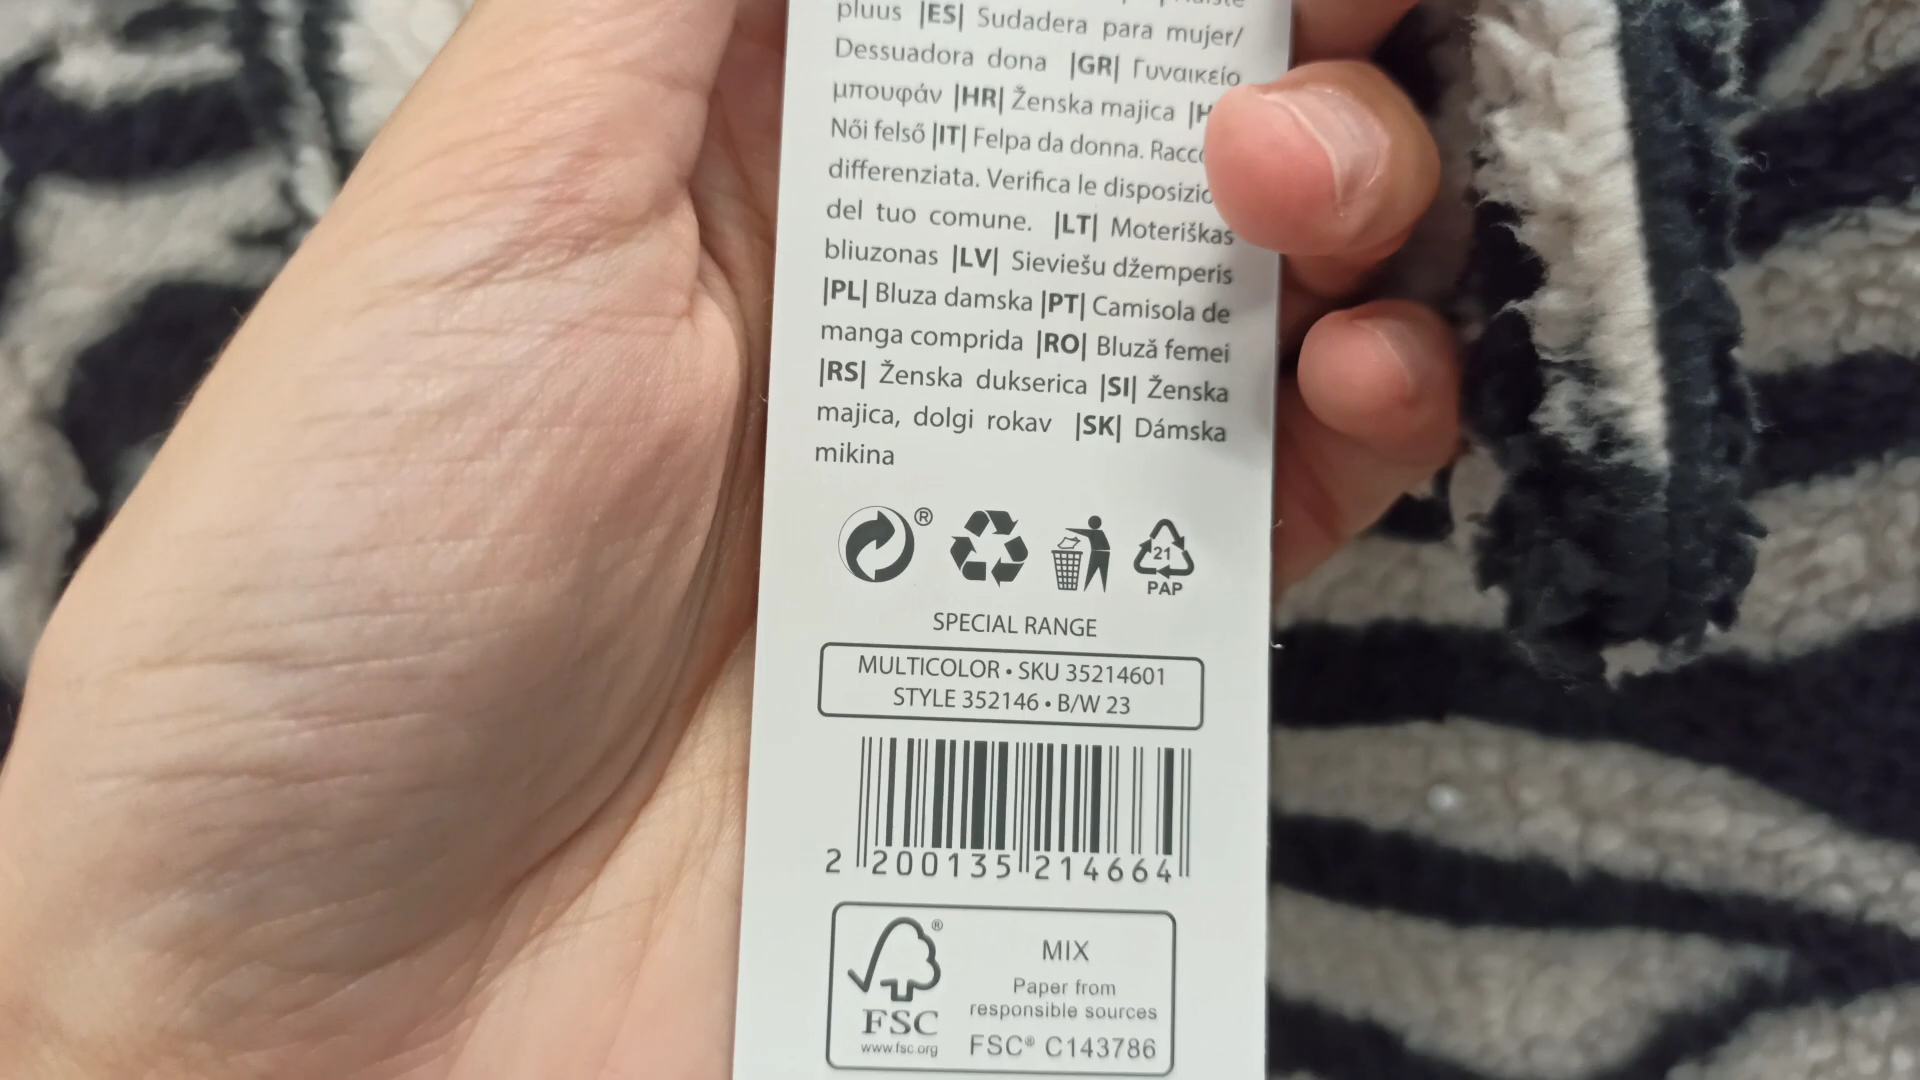 pluus |ES| Sudadera para mujer/
Dessuadora dona |GR| Γυναικείο
μπουφάν |HR| Ženska majica
Női felső |IT| Felpa da donna.
differenziata. Verifica le
del tuo comune. |LT| Moteriškas
bliuzonas |LV| Sieviešu džemperis
|PL| Bluza damska |PT| Camisola de
manga comprida |RO| Bluză femei
|RS| Ženska dukserica |SI| Ženska
majica, dolgi rokav |SK| Dámska
mikina
®
21
PAP
SPECIAL RANGE
MULTICOLOR • SKU 35214601
STYLE 352146 • B/W 23
2 200135 214664
®
MIX
Paper from
responsible sources
FSC
www.fsc.org
FSC® C143786